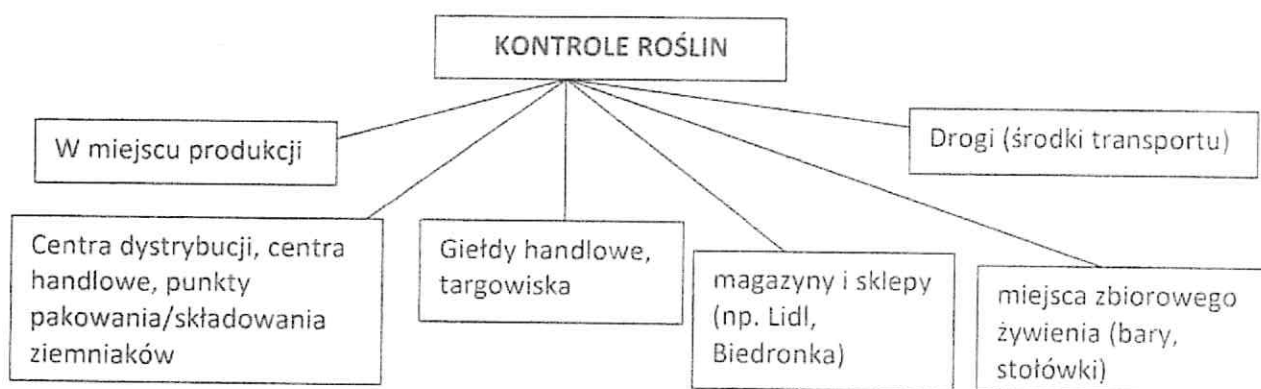 KONTROLE ROŚLIN
W miejscu produkcji
Drogi (środki transportu)
Centra dystrybucji, centra
handlowe, punkty
pakowania/składowania
ziemniaków
Giełdy handlowe,
targowiska
magazyny i sklepy
(np. Lidl,
Biedronka)
miejsca zbiorowego
żywienia (bary,
stołówki)